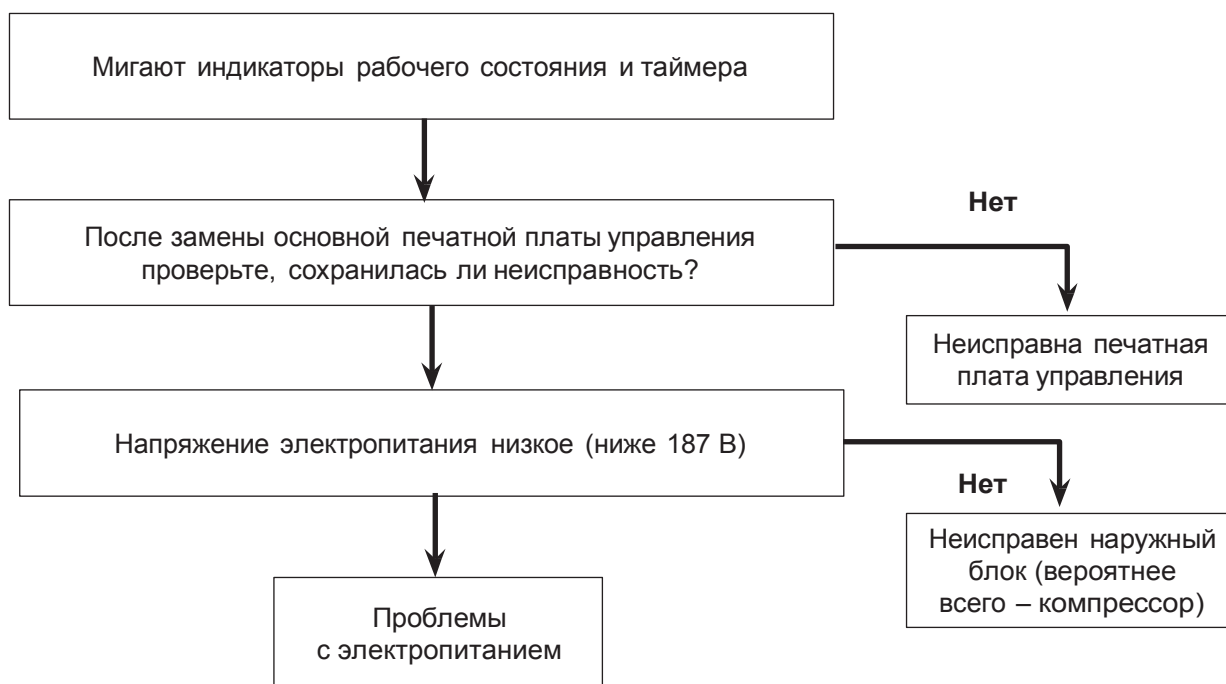 Мигают индикаторы рабочего состояния и таймера
Нет
После замены основной печатной платы управления
проверьте, сохранилась ли неисправность?
Неисправна печатная
плата управления
Напряжение электропитания низкое (ниже 187 В)
Нет
Неисправен наружный
блок (вероятнее
всего – компрессор)
Проблемы
с электропитанием